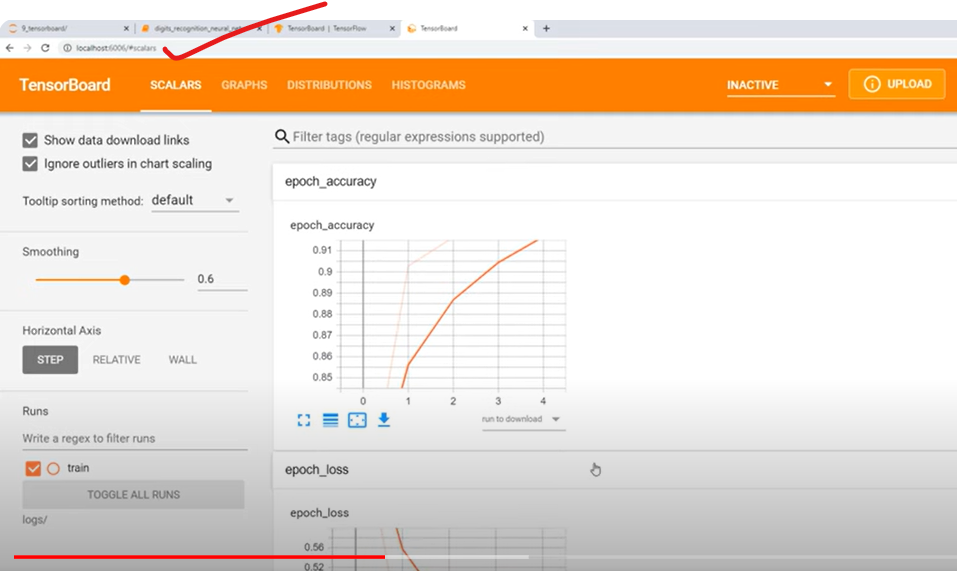 9_tensorboard/
digits_recognition_neural_net
TensorBoard | TensorFlow
TensorBoard
localhost:6006/#scalars
TensorBoard
SCALARS
GRAPHS
DISTRIBUTIONS
HISTOGRAMS
INACTIVE
UPLOAD
Show data download links
Ignore outliers in chart scaling
Tooltip sorting method: default
Smoothing
0.6
Horizontal Axis
STEP
RELATIVE
WALL
Runs
Write a regex to filter runs
train
TOGGLE ALL RUNS
logs/
Filter tags (regular expressions supported)
epoch_accuracy
epoch_accuracy
0.91
0.9
0.89
0.88
0.87
0.86
0.85
0 1 2 3 4
run to download
epoch_loss
epoch_loss
0.56
0.52